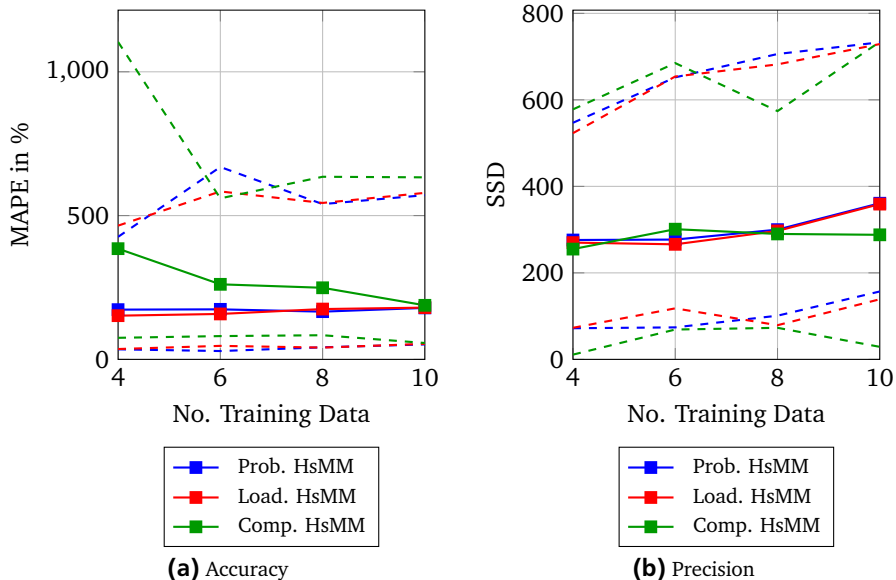 1,000
500
0
MAPE in %
4 6 8 10
No. Training Data
Prob. HsMM
Load. HsMM
Comp. HsMM
(a) Accuracy
800
600
400
200
0
SSD
4 6 8 10
No. Training Data
Prob. HsMM
Load. HsMM
Comp. HsMM
(b) Precision